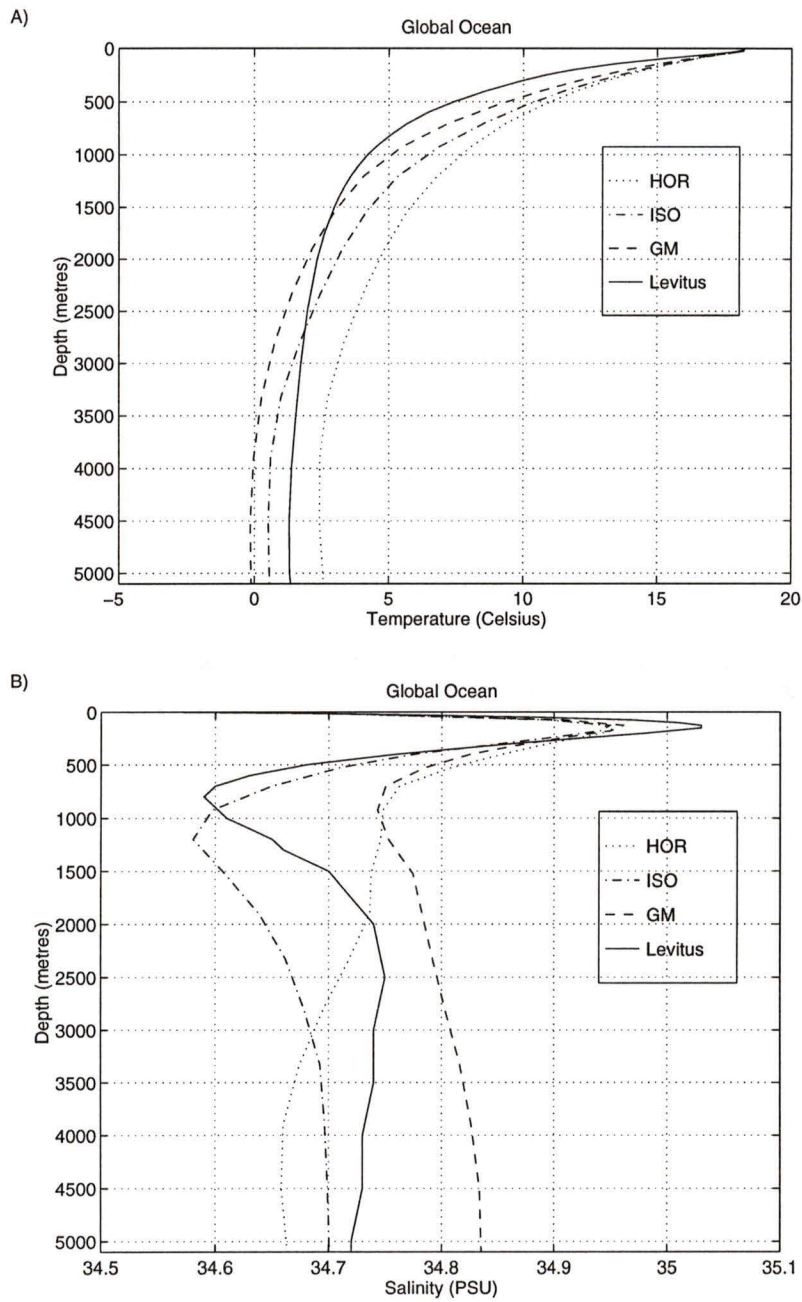 A)
Global Ocean
0
500
1000
1500
2000
2500
3000
3500
4000
4500
5000
Depth (metres)
HOR
ISO
GM
Levitus
−5 0 5 10 15 20
Temperature (Celsius)
B)
Global Ocean
0
500
1000
1500
2000
2500
3000
3500
4000
4500
5000
Depth (metres)
HOR
ISO
GM
Levitus
34.5 34.6 34.7 34.8 34.9 35 35.1
Salinity (PSU)